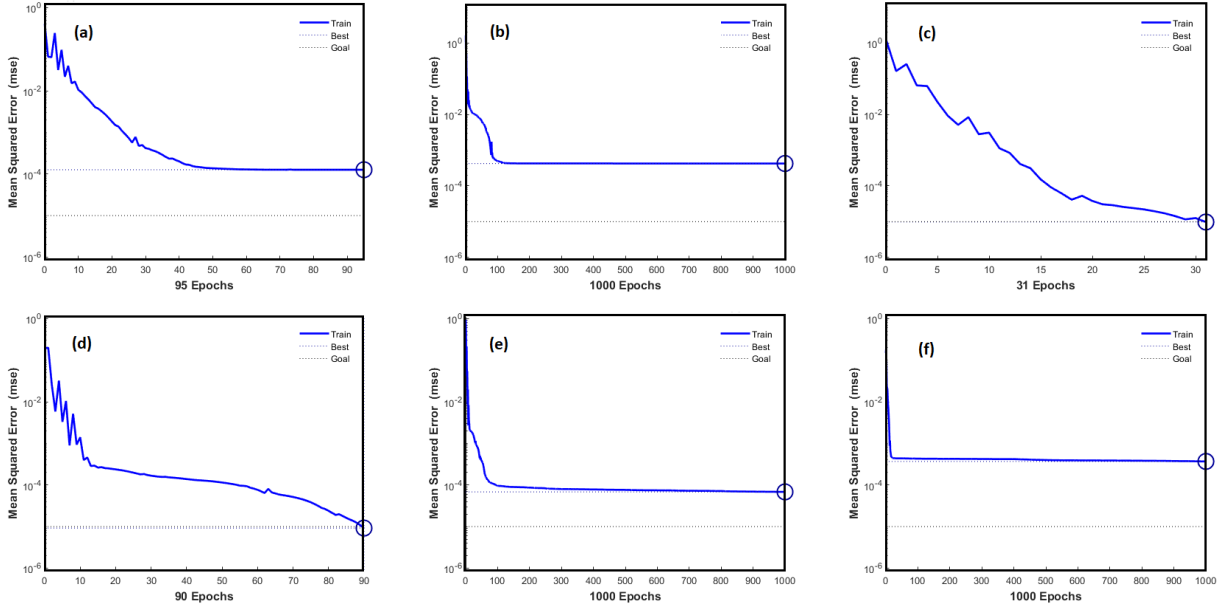 (a)
Train
Best
Goal
Mean Squared Error (mse)
10^0
10^-2
10^-4
10^-6
0 10 20 30 40 50 60 70 80 90
95 Epochs
(b)
Train
Best
Goal
Mean Squared Error (mse)
10^0
10^-2
10^-4
10^-6
0 100 200 300 400 500 600 700 800 900 1000
1000 Epochs
(c)
Train
Best
Goal
Mean Squared Error (mse)
10^0
10^-2
10^-4
10^-6
0 5 10 15 20 25 30
31 Epochs
(d)
Train
Best
Goal
Mean Squared Error (mse)
10^0
10^-2
10^-4
10^-6
0 10 20 30 40 50 60 70 80 90
90 Epochs
(e)
Train
Best
Goal
Mean Squared Error (mse)
10^0
10^-2
10^-4
10^-6
0 100 200 300 400 500 600 700 800 900 1000
1000 Epochs
(f)
Train
Best
Goal
Mean Squared Error (mse)
10^0
10^-2
10^-4
10^-6
0 100 200 300 400 500 600 700 800 900 1000
1000 Epochs